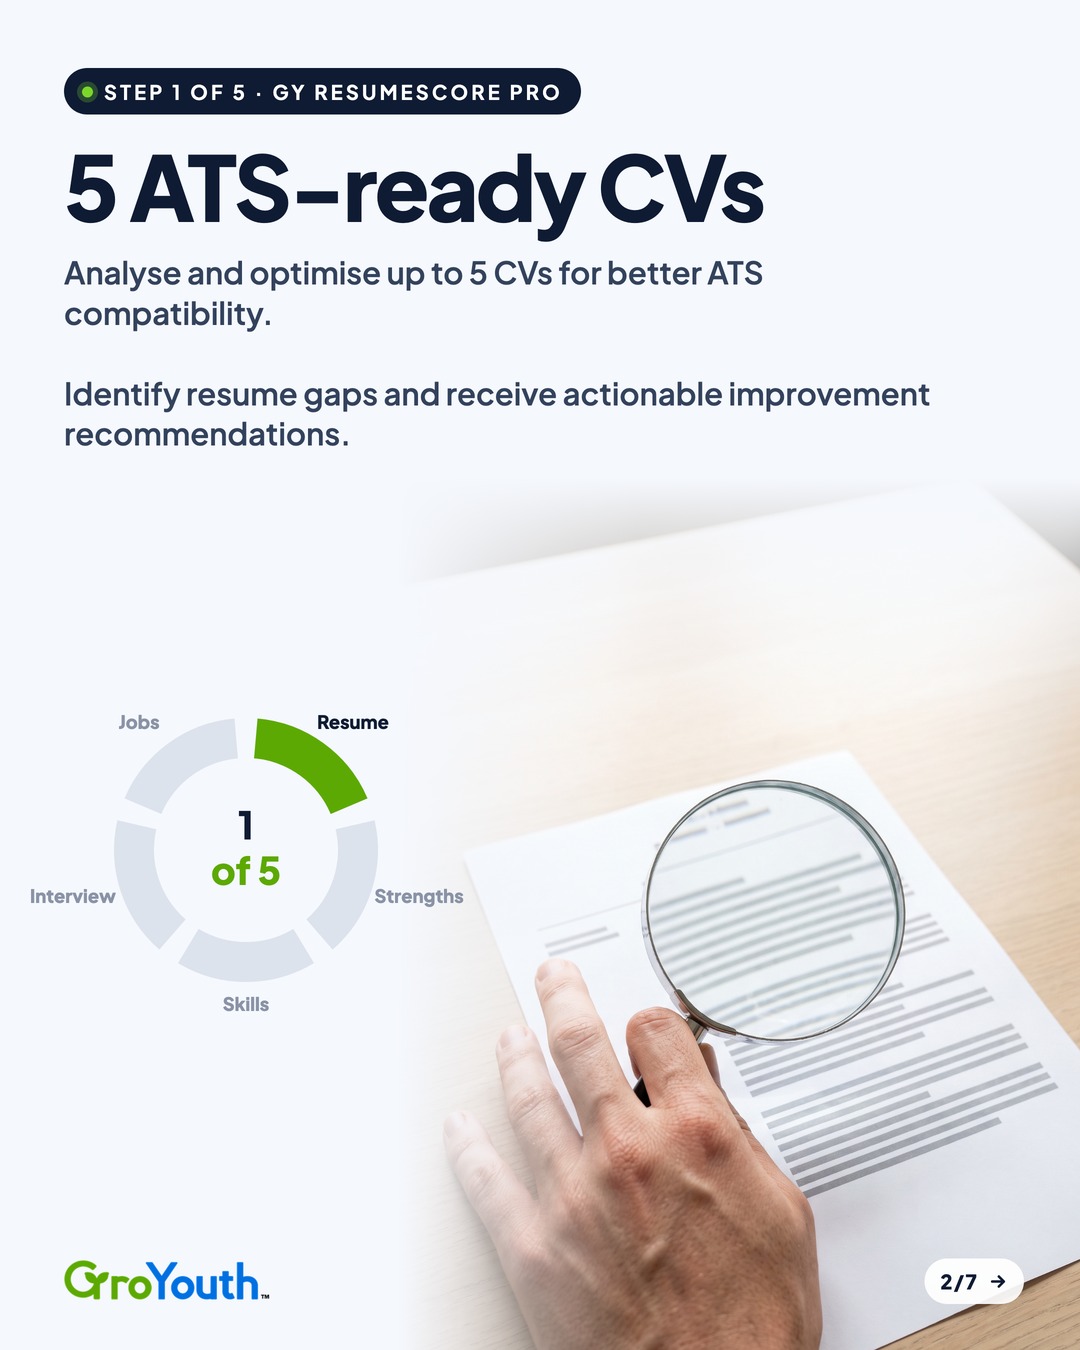 STEP 1 OF 5 · GY RESUMESCORE PRO
5 ATS-ready CVs
Analyse and optimise up to 5 CVs for better ATS
compatibility.
Identify resume gaps and receive actionable improvement
recommendations.
Jobs
Resume
1
of 5
Interview
Strengths
Skills
GroYouth™
2/7 →